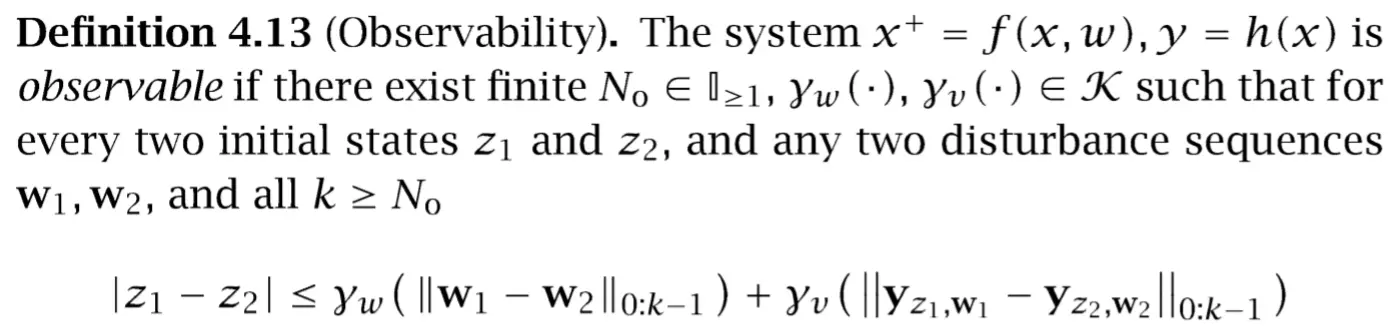 Definition 4.13 (Observability). The system x⁺ = f(x, w), y = h(x) is
observable if there exist finite Nₒ ∈ 𝕀≥1, γ_w(·), γ_v(·) ∈ 𝒦 such that for
every two initial states z₁ and z₂, and any two disturbance sequences
w₁, w₂, and all k ≥ Nₒ
|z₁ − z₂| ≤ γ_w(‖w₁ − w₂‖₀:ₖ₋₁) + γ_v(||y_{z₁,w₁} − y_{z₂,w₂}||₀:ₖ₋₁)